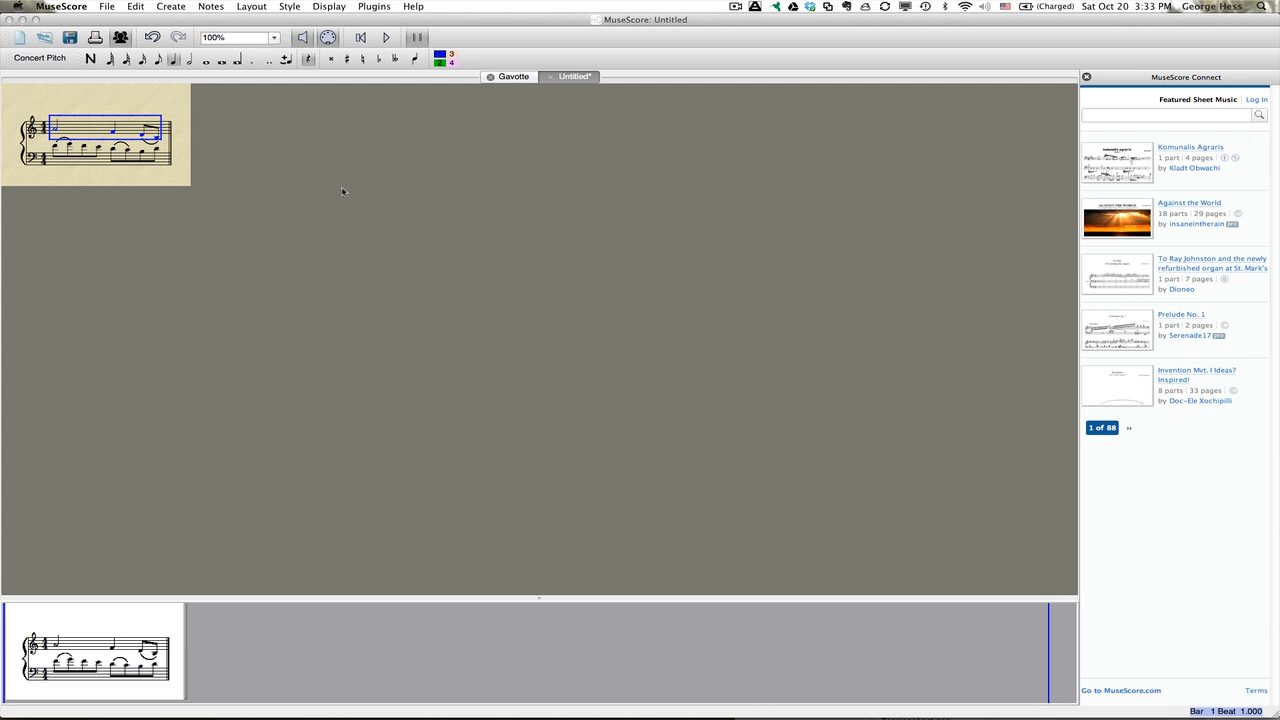 MuseScore File Edit Create Notes Layout Style Display Plugins Help (Charged) Sat Oct 20 3:33 PM George Hess
MuseScore: Untitled
100%
Concert Pitch N 1 3
2 4
Gavotte Untitled*
MuseScore Connect
Featured Sheet Music Log In
Komunalis Agraris
1 part 4 pages
by Kladt Obwachi
Against the World
18 parts 29 pages
by insaneintherain pro
To Ray Johnston and the newly
refurbished organ at St. Mark's
1 part 7 pages
by Dioneo
Prelude No. 1
1 part 2 pages
by Serenade17 pro
Invention Mvt. I Ideas?
Inspired!
8 parts 33 pages
by Doc-Ele Xochipilli
1 of 88 ››
Go to MuseScore.com Terms
Bar 1 Beat 1.000